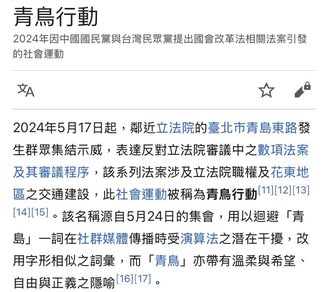 青鳥行動
2024年因中國國民黨與台灣民眾黨提出國會改革法相關法案引發
的社會運動
2024年5月17日起，鄰近立法院的臺北市青島東路發
生群眾集結示威，表達反對立法院審議中之數項法案
及其審議程序，該系列法案涉及立法院職權及花東地
區之交通建設，此社會運動被稱為青鳥行動[11][12][13]
[14][15]。該名稱源自5月24日的集會，用以迴避「青
島」一詞在社群媒體傳播時受演算法之潛在干擾，改
用字形相似之詞彙，而「青鳥」亦帶有溫柔與希望、
自由與正義之隱喻[16][17]。